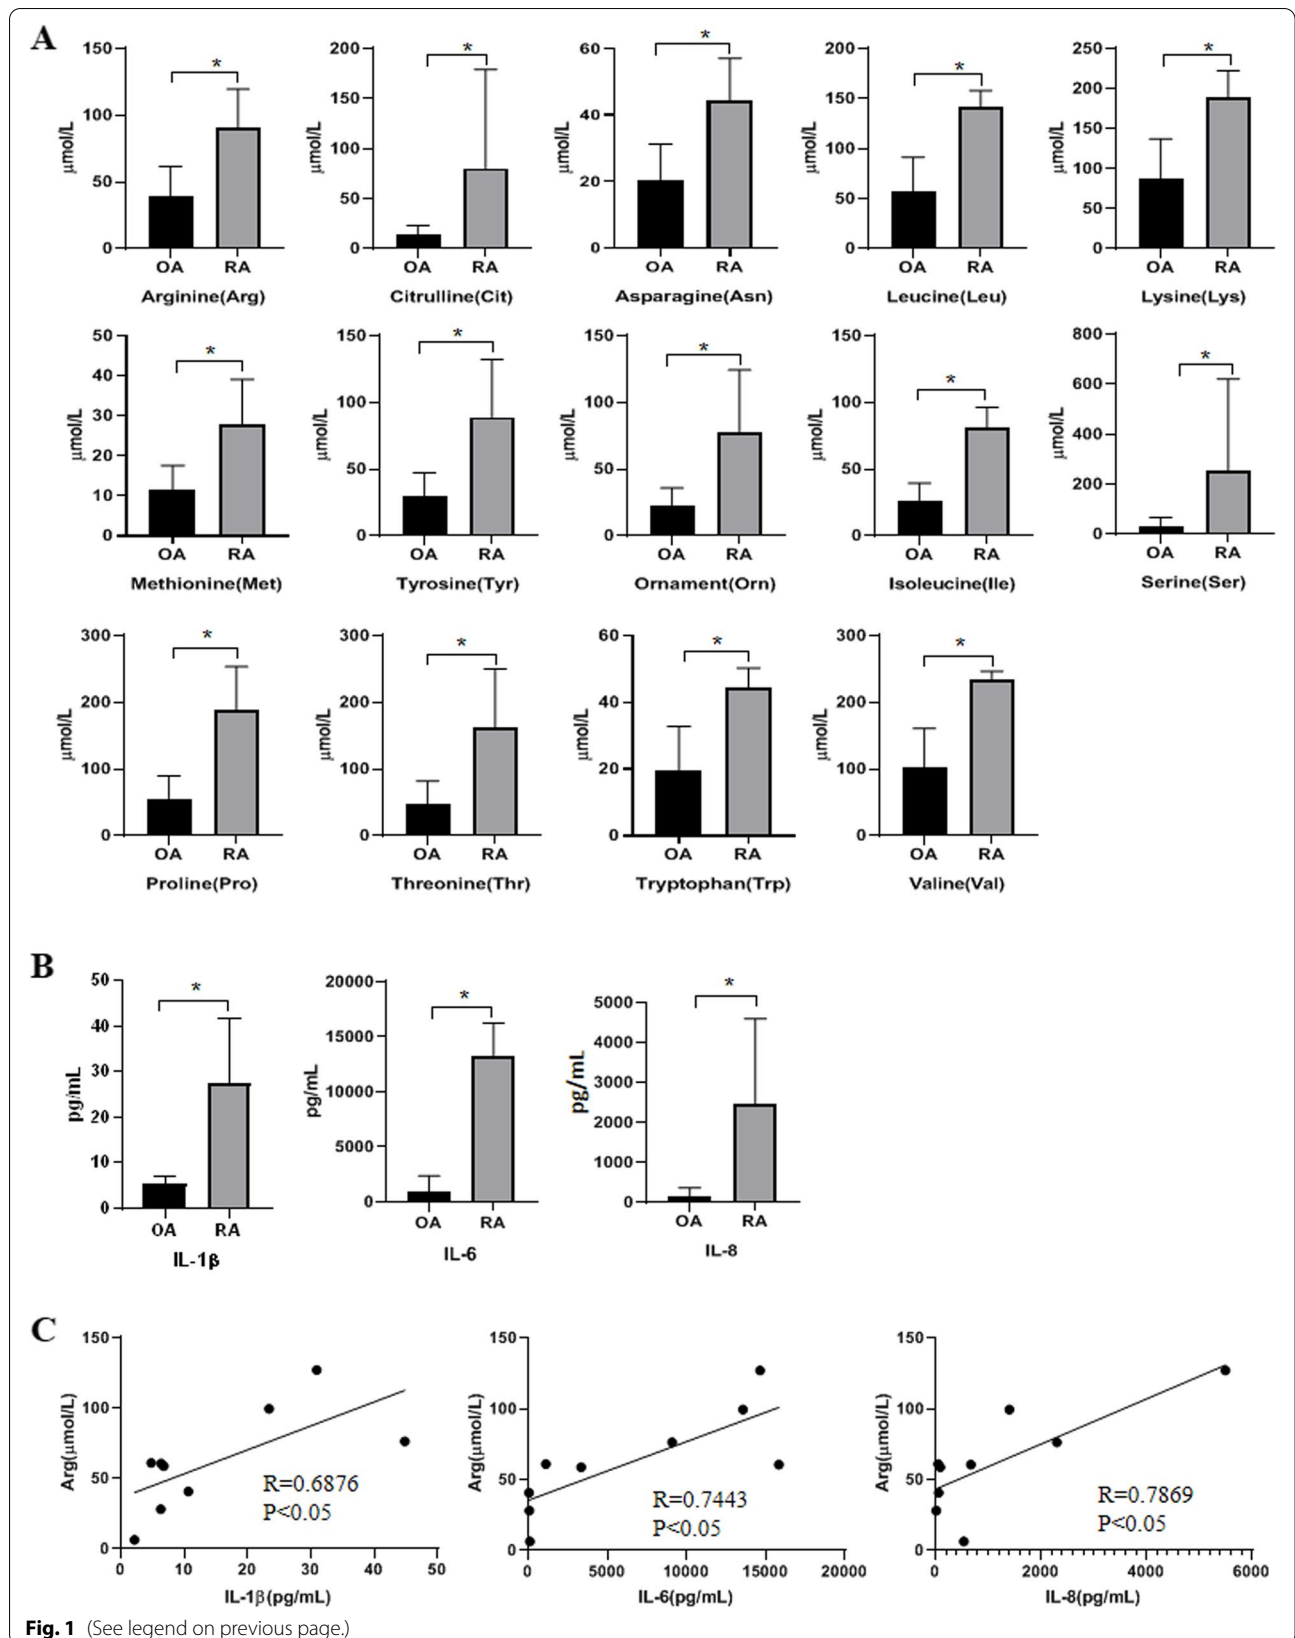 A
150
100
50
0
μmol/L
*
OA RA
Arginine(Arg)
200
150
100
50
0
μmol/L
*
OA RA
Citrulline(Cit)
60
40
20
0
μmol/L
*
OA RA
Asparagine(Asn)
200
150
100
50
0
μmol/L
*
OA RA
Leucine(Leu)
250
200
150
100
50
0
μmol/L
*
OA RA
Lysine(Lys)
50
40
30
20
10
0
μmol/L
*
OA RA
Methionine(Met)
150
100
50
0
μmol/L
*
OA RA
Tyrosine(Tyr)
150
100
50
0
μmol/L
*
OA RA
Ornament(Orn)
150
100
50
0
μmol/L
*
OA RA
Isoleucine(Ile)
800
600
400
200
0
μmol/L
*
OA RA
Serine(Ser)
300
200
100
0
μmol/L
*
OA RA
Proline(Pro)
300
200
100
0
μmol/L
*
OA RA
Threonine(Thr)
60
40
20
0
μmol/L
*
OA RA
Tryptophan(Trp)
300
200
100
0
μmol/L
*
OA RA
Valine(Val)
B
50
40
30
20
10
0
pg/mL
*
OA RA
IL-1β
20000
15000
10000
5000
0
pg/mL
*
OA RA
IL-6
5000
4000
3000
2000
1000
0
pg/mL
*
OA RA
IL-8
C
150
100
50
0
Arg(μmol/L)
R=0.6876
P<0.05
0 10 20 30 40 50
IL-1β(pg/mL)
150
100
50
0
Arg(μmol/L)
R=0.7443
P<0.05
0 5000 10000 15000 20000
IL-6(pg/mL)
150
100
50
0
Arg(μmol/L)
R=0.7869
P<0.05
0 2000 4000 6000
IL-8(pg/mL)
Fig. 1 (See legend on previous page.)